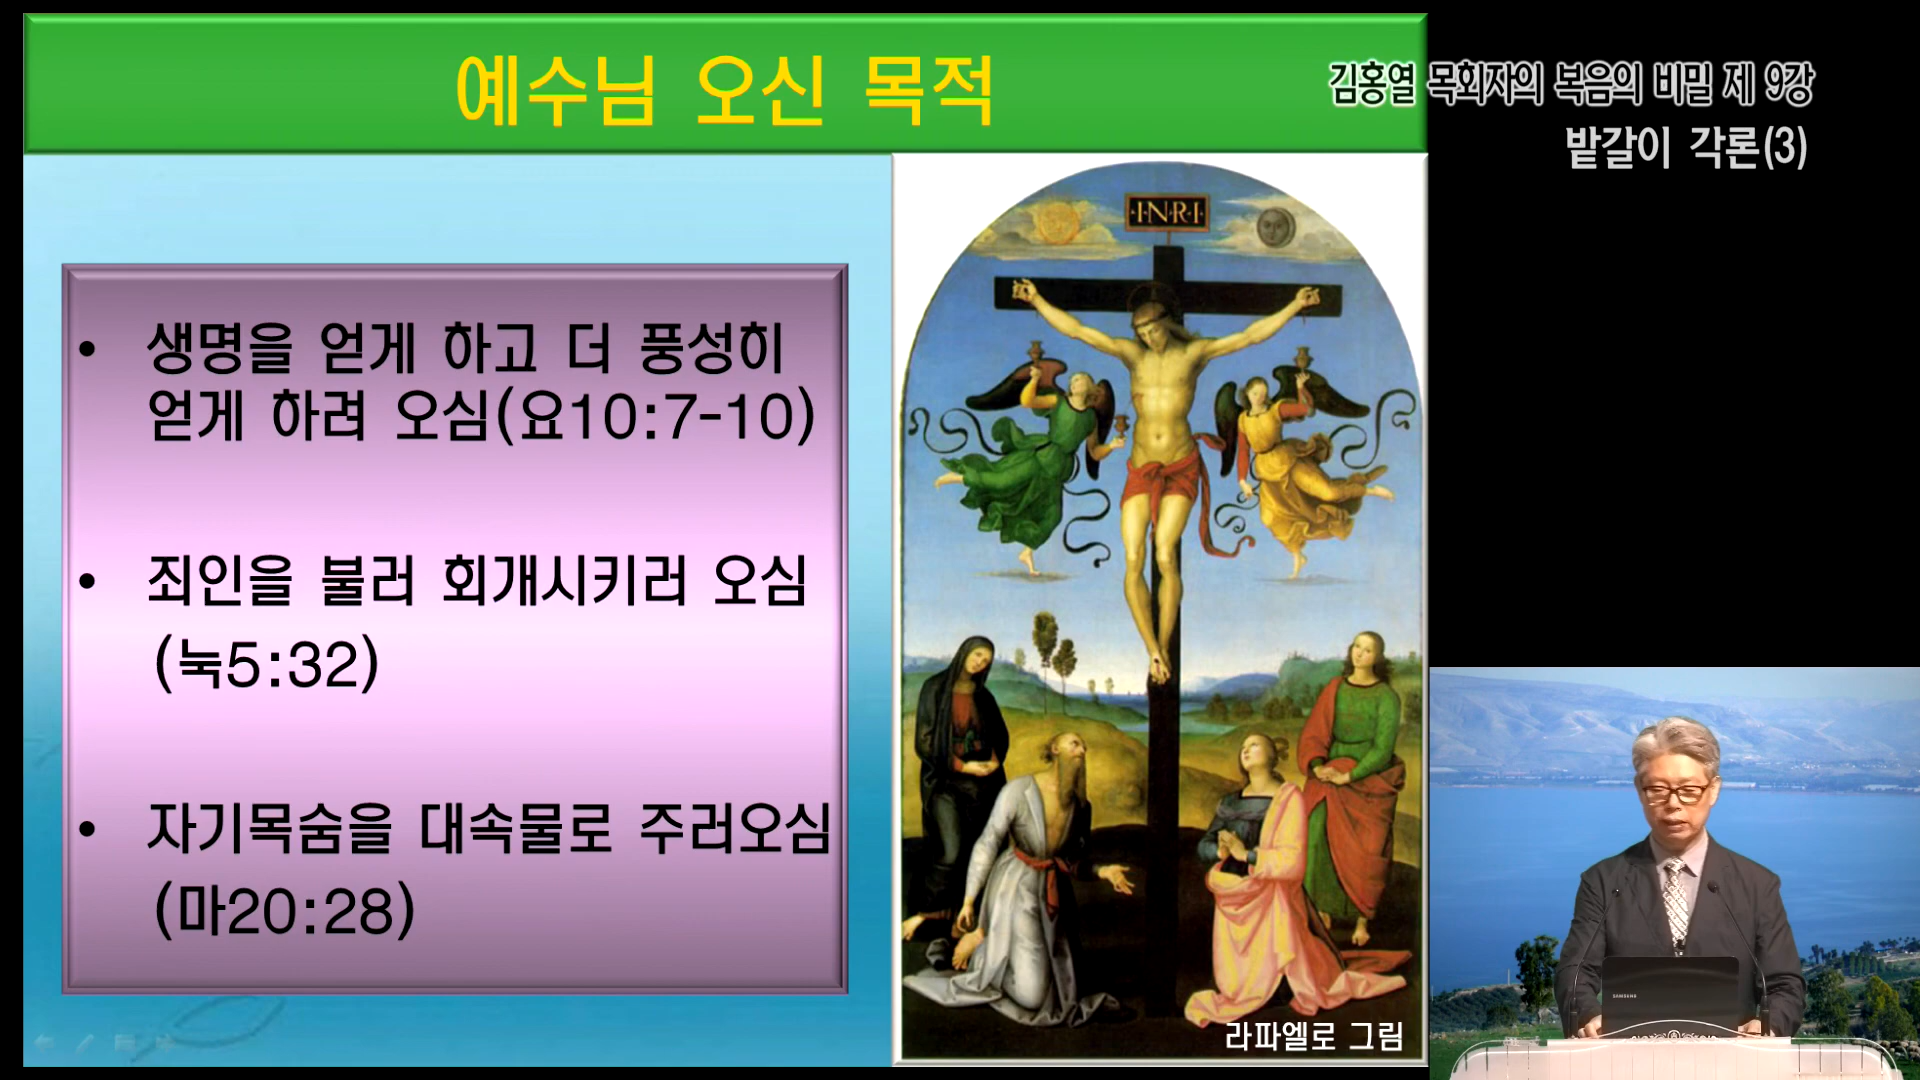 예수님 오신 목적
김홍열 목회자의 복음의 비밀 제 9강
밭갈이 각론(3)
• 생명을 얻게 하고 더 풍성히
얻게 하려 오심(요10:7-10)
• 죄인을 불러 회개시키러 오심
(눅5:32)
• 자기목숨을 대속물로 주러오심
(마20:28)
·I·N·R·I·
라파엘로 그림
SAMSUNG